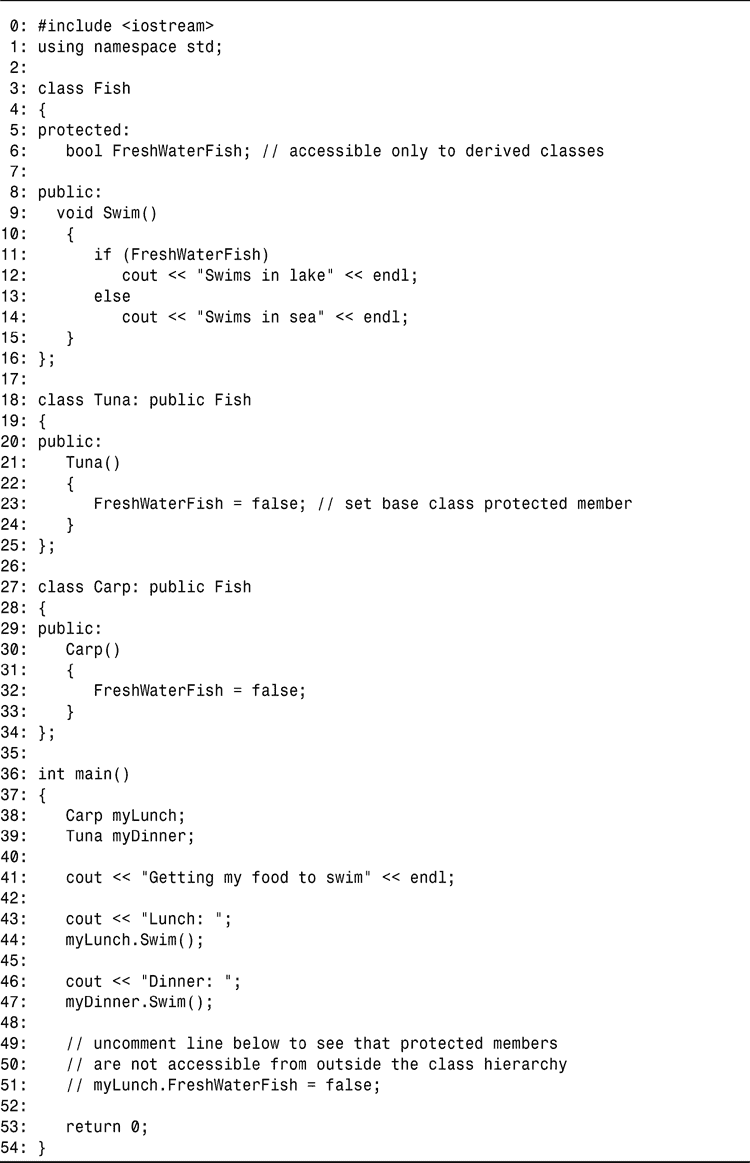 0: #include <iostream>
1: using namespace std;
2:
3: class Fish
4: {
5: protected:
6:    bool FreshWaterFish; // accessible only to derived classes
7:
8: public:
9:   void Swim()
10:    {
11:       if (FreshWaterFish)
12:          cout << "Swims in lake" << endl;
13:       else
14:          cout << "Swims in sea" << endl;
15:    }
16: };
17:
18: class Tuna: public Fish
19: {
20: public:
21:    Tuna()
22:    {
23:       FreshWaterFish = false; // set base class protected member
24:    }
25: };
26:
27: class Carp: public Fish
28: {
29: public:
30:    Carp()
31:    {
32:       FreshWaterFish = false;
33:    }
34: };
35:
36: int main()
37: {
38:    Carp myLunch;
39:    Tuna myDinner;
40:
41:    cout << "Getting my food to swim" << endl;
42:
43:    cout << "Lunch: ";
44:    myLunch.Swim();
45:
46:    cout << "Dinner: ";
47:    myDinner.Swim();
48:
49:    // uncomment line below to see that protected members
50:    // are not accessible from outside the class hierarchy
51:    // myLunch.FreshWaterFish = false;
52:
53:    return 0;
54: }